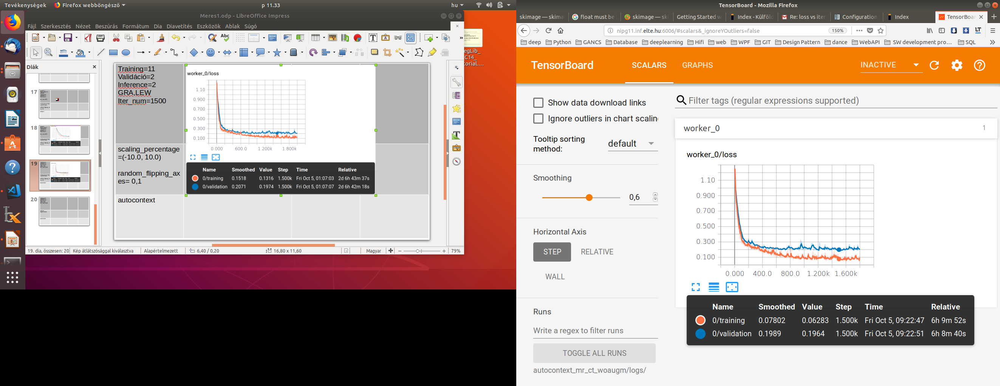 Tevékenységek
Firefox webböngésző
p 11.33
hu
Meres1.odp - LibreOffice Impress
Fájl Szerkesztés Nézet Beszúrás Formátum Dia Diavetítés Eszközök Ablak Súgó
Diák
17
18
19
20
Training=11
Validáció=2
Inference=2
GRA,LEW
Iter_num=1500
scaling_percentage
=(-10.0, 10.0)
random_flipping_ax
es= 0,1
autocontext
worker_0/loss
1.10
0.900
0.700
0.500
0.300
0.100
0.000 600.0 1.200k 1.800k
Name Smoothed Value Step Time Relative
0/training 0.1518 0.1316 1.500k Fri Oct 5, 01:07:03 2d 6h 43m 37s
0/validation 0.2071 0.1974 1.500k Fri Oct 5, 01:07:07 2d 6h 42m 18s
egLib_
C14_
torial....
19. dia, összesen: 20 Kép átlátszósággal kiválasztva Alapértelmezett 6,40 / 0,20 16,80 x 11,60 Magyar 79%
TensorBoard - Mozilla Firefox
skimage — skima float must be skimage — sk Getting Started w Index - Külföld Re: loss vs iter Configuration Index TensorBoar
nipg11.inf.elte.hu:6006/#scalars&_ignoreYOutliers=false 150%
deep Python GANCS Database deeplearning Hifi web WPF GIT Design Pattern dance WebAPI SW development pro... SQL
TensorBoard SCALARS GRAPHS INACTIVE
Show data download links
Ignore outliers in chart scaling
Tooltip sorting
method:
default
Smoothing
0,6
Horizontal Axis
STEP RELATIVE
WALL
Runs
Write a regex to filter runs
TOGGLE ALL RUNS
autocontext_mr_ct_woaugm/logs/
Filter tags (regular expressions supported)
worker_0 1
worker_0/loss
1.10
0.900
0.700
0.500
0.300
0.100
0.000 400.0 800.0 1.200k 1.600k
Name Smoothed Value Step Time Relative
0/training 0.07802 0.06283 1.500k Fri Oct 5, 09:22:47 6h 9m 52s
0/validation 0.1989 0.1964 1.500k Fri Oct 5, 09:22:51 6h 8m 40s